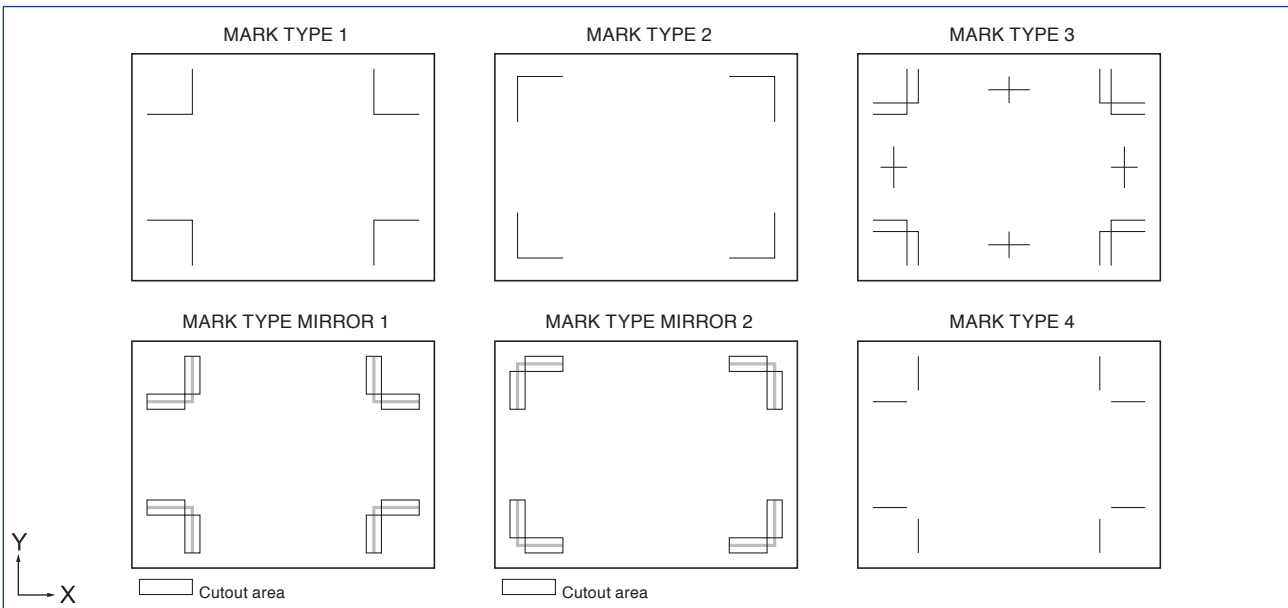 MARK TYPE 1
MARK TYPE 2
MARK TYPE 3
MARK TYPE MIRROR 1
MARK TYPE MIRROR 2
MARK TYPE 4
Y
X
Cutout area
Cutout area